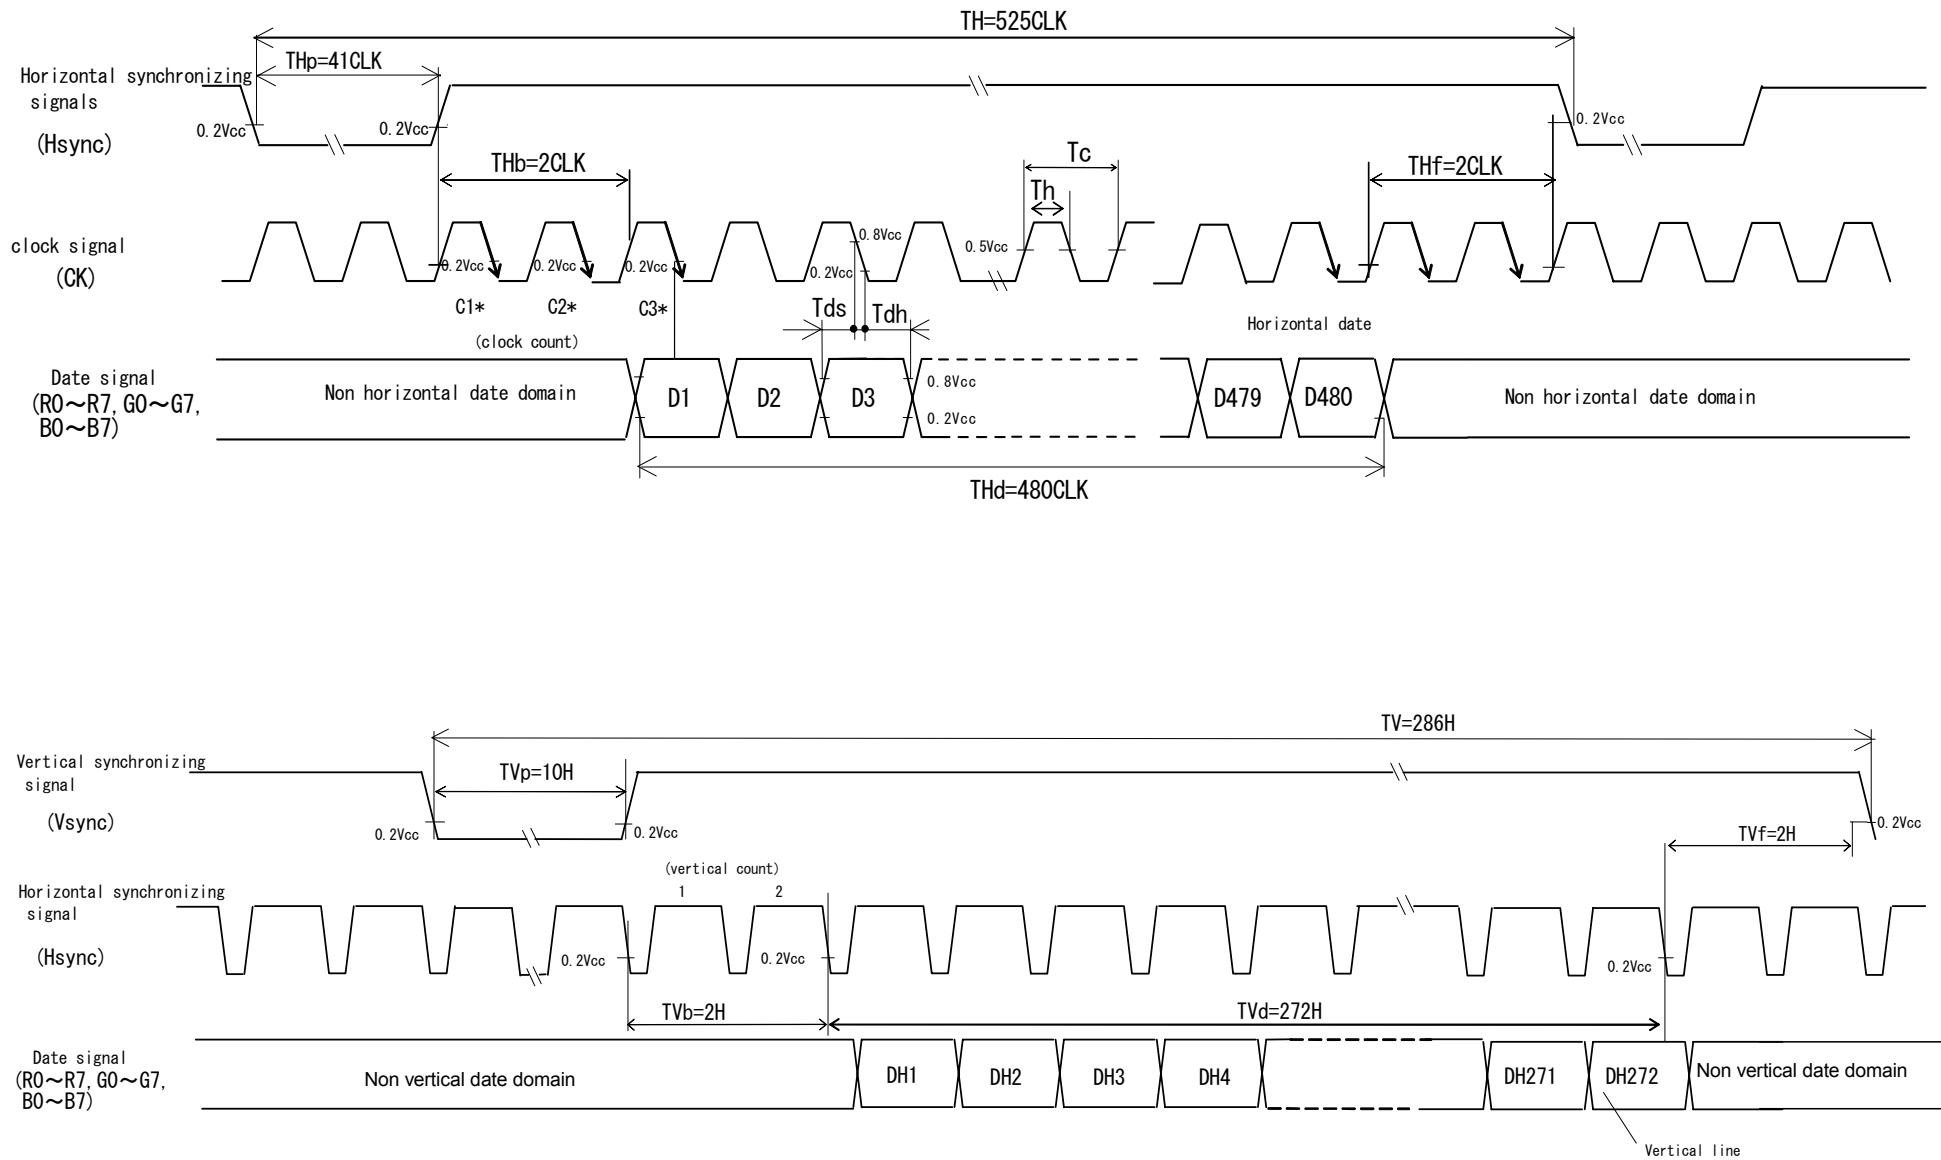 TH=525CLK
THp=41CLK
Horizontal synchronizing
signals
(Hsync)
0.2Vcc
0.2Vcc
0.2Vcc
THb=2CLK
Tc
Th
THf=2CLK
clock signal
(CK)
0.2Vcc
0.2Vcc
0.2Vcc
0.8Vcc
0.2Vcc
0.5Vcc
C1*
C2*
C3*
(clock count)
Tds
Tdh
Horizontal date
Date signal
(R0～R7, G0～G7,
B0～B7)
Non horizontal date domain
D1
D2
D3
0.8Vcc
0.2Vcc
D479
D480
Non horizontal date domain
THd=480CLK
TV=286H
Vertical synchronizing
signal
(Vsync)
TVp=10H
0.2Vcc
0.2Vcc
0.2Vcc
TVf=2H
(vertical count)
1
2
Horizontal synchronizing
signal
(Hsync)
0.2Vcc
0.2Vcc
0.2Vcc
TVb=2H
TVd=272H
Date signal
(R0～R7, G0～G7,
B0～B7)
Non vertical date domain
DH1
DH2
DH3
DH4
DH271
DH272
Non vertical date domain
Vertical line